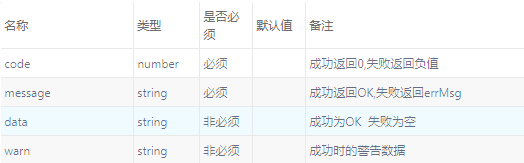 名称 类型 是否必须 默认值 备注
code number 必须 成功返回0,失败返回负值
message string 必须 成功返回OK,失败返回errMsg
data string 非必须 成功为OK 失败为空
warn string 非必须 成功时的警告数据